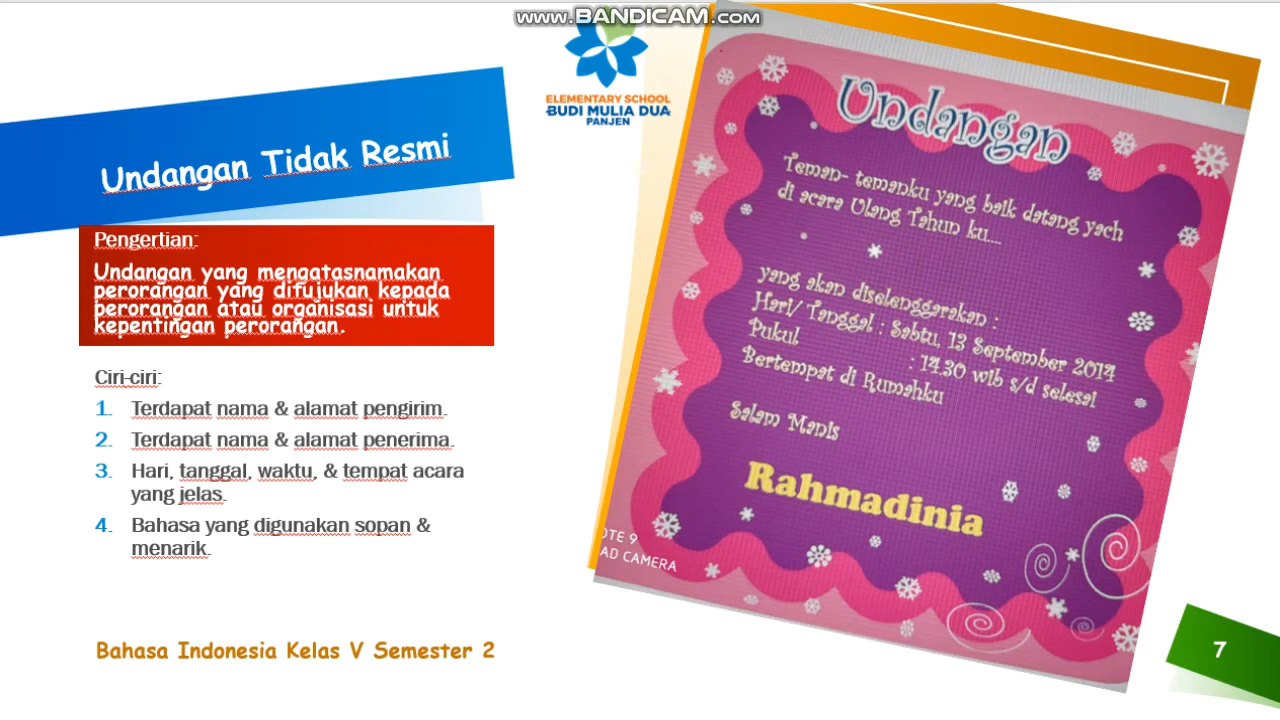 www.BANDICAM.com
ELEMENTARY SCHOOL
BUDI MULIA DUA
PANJEN
Undangan Tidak Resmi
Pengertian:
Undangan yang mengatasnamakan
perorangan yang ditujukan kepada
perorangan atau organisasi untuk
kepentingan perorangan.
Ciri-ciri:
1. Terdapat nama & alamat pengirim.
2. Terdapat nama & alamat penerima.
3. Hari, tanggal, waktu, & tempat acara
yang jelas.
4. Bahasa yang digunakan sopan &
menarik.
Bahasa Indonesia Kelas V Semester 2
Undangan
Teman- temanku yang baik datang yach
di acara Ulang Tahun ku....
yang akan diselenggarakan :
Hari/ Tanggal : Sabtu, 13 September 2014
Pukul : 14.30 wib s/d selesai
Bertempat di Rumahku
Salam Manis
Rahmadinia
OTE 9
AD CAMERA
7